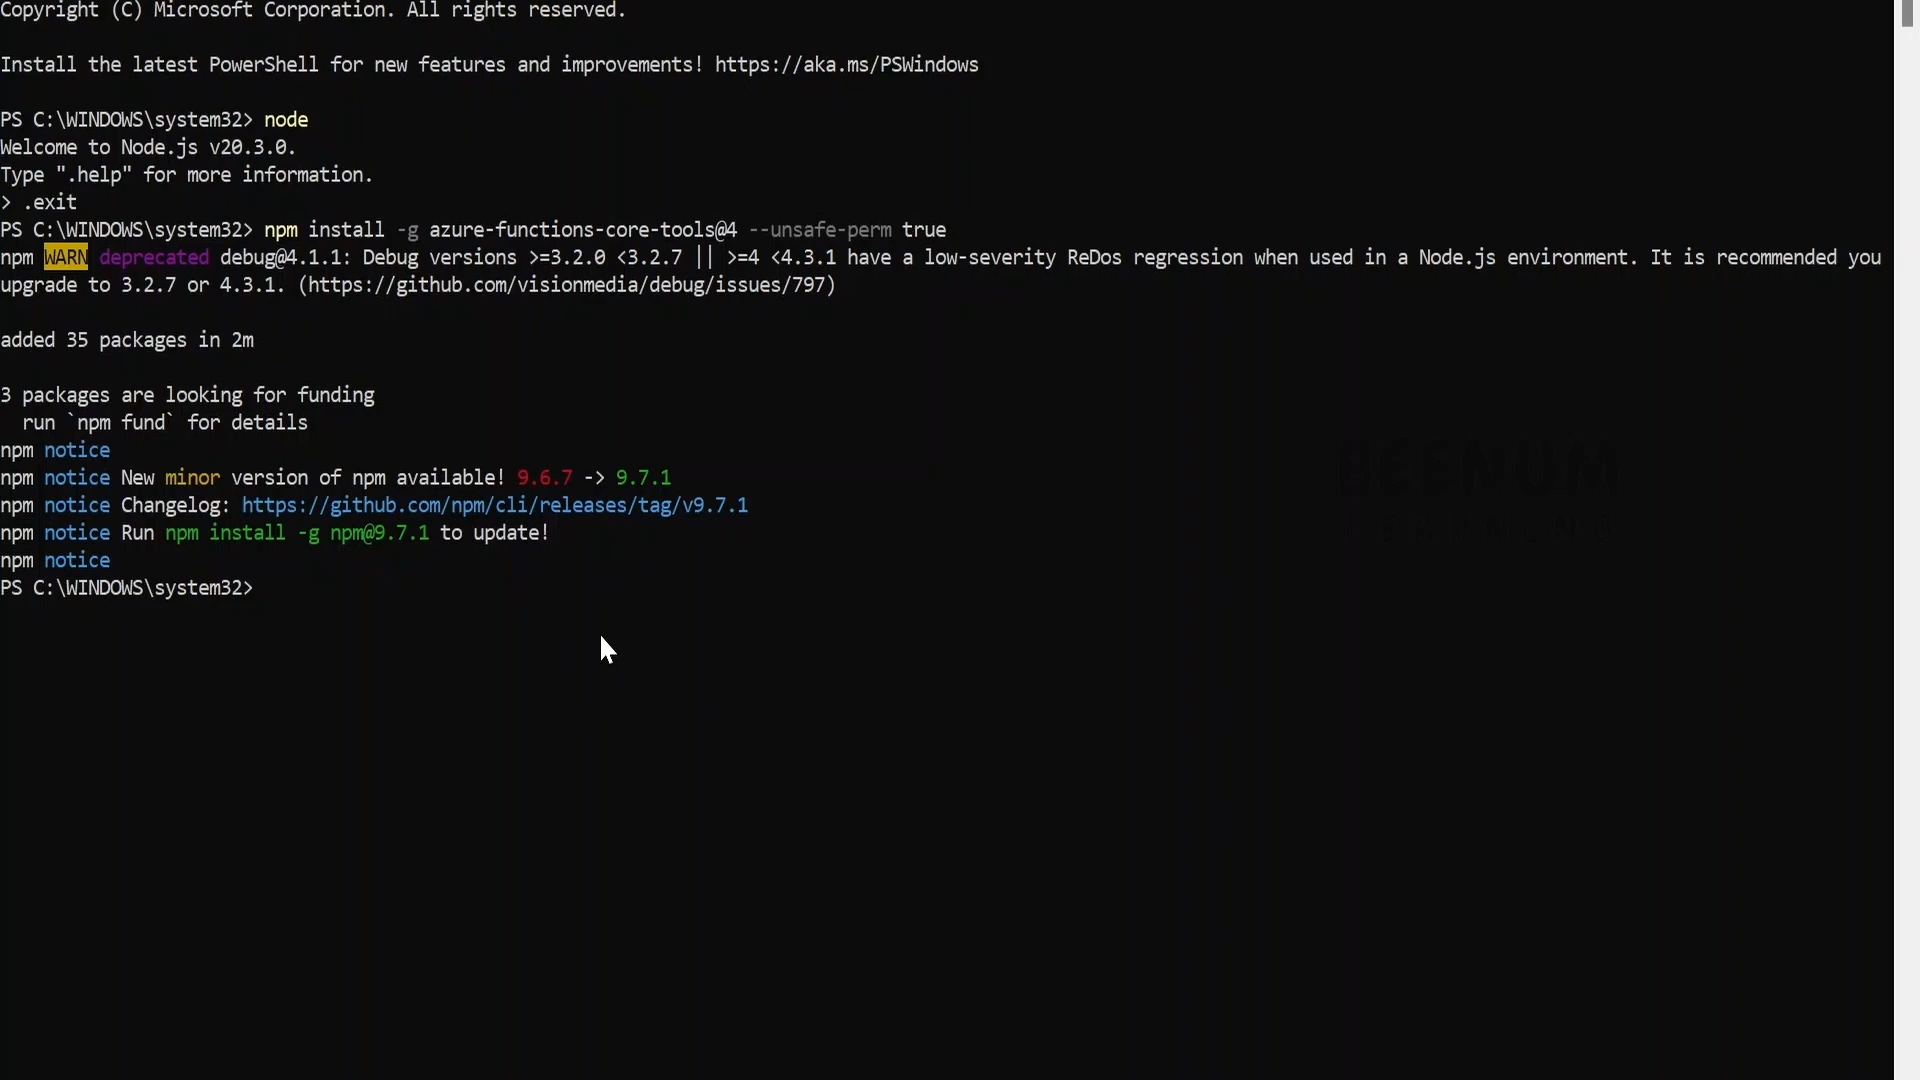 Copyright (C) Microsoft Corporation. All rights reserved.
Install the latest PowerShell for new features and improvements! https://aka.ms/PSWindows
PS C:\WINDOWS\system32> node
Welcome to Node.js v20.3.0.
Type ".help" for more information.
> .exit
PS C:\WINDOWS\system32> npm install -g azure-functions-core-tools@4 --unsafe-perm true
npm WARN deprecated debug@4.1.1: Debug versions >=3.2.0 <3.2.7 || >=4 <4.3.1 have a low-severity ReDos regression when used in a Node.js environment. It is recommended you
upgrade to 3.2.7 or 4.3.1. (https://github.com/visionmedia/debug/issues/797)
added 35 packages in 2m
3 packages are looking for funding
run `npm fund` for details
npm notice
npm notice New minor version of npm available! 9.6.7 -> 9.7.1
npm notice Changelog: https://github.com/npm/cli/releases/tag/v9.7.1
npm notice Run npm install -g npm@9.7.1 to update!
npm notice
PS C:\WINDOWS\system32>